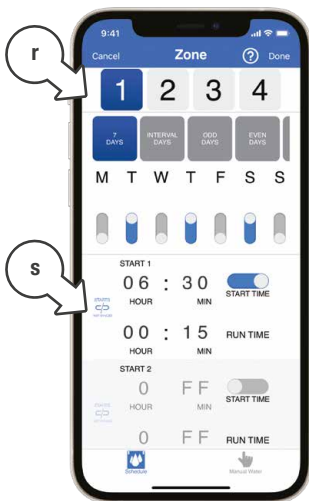 r
9:41
Cancel Zone ? Done
1 2 3 4
7 DAYS INTERVAL DAYS ODD DAYS EVEN DAYS
M T W T F S S
s
START 1
06 : 30
HOUR MIN START TIME
STARTS
00 : 15 RUN TIME
HOUR MIN
START 2
0 FF
HOUR MIN START TIME
STARTS
0 FF RUN TIME
Schedule Manual Water